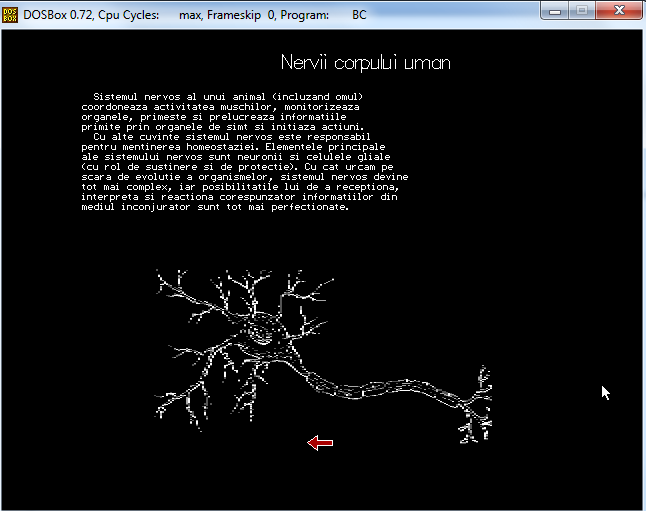 DOS
BOX
DOSBox 0.72, Cpu Cycles: max, Frameskip 0, Program: BC
Nervii corpului uman
Sistemul nervos al unui animal (incluzand omul)
coordoneaza activitatea muschilor, monitorizeaza
organele, primeste si prelucreaza informatiile
primite prin organele de simt si initiaza actiuni.
Cu alte cuvinte sistemul nervos este responsabil
pentru mentinerea homeostaziei. Elementele principale
ale sistemului nervos sunt neuronii si celulele gliale
(cu rol de sustinere si de protectie). Cu cat urcam pe
scara de evolutie a organismelor, sistemul nervos devine
tot mai complex, iar posibilitatile lui de a receptiona,
interpreta si reactiona corespunzator informatiilor din
mediul inconjurator sunt tot mai perfectionate.